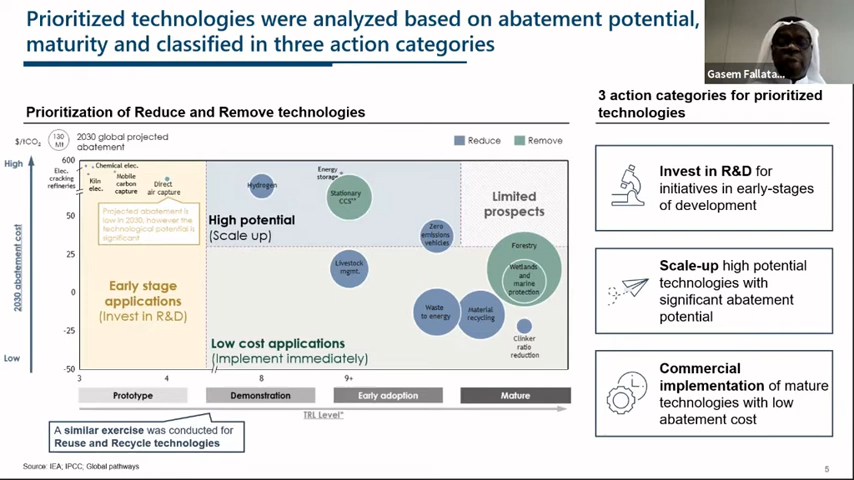 Prioritized technologies were analyzed based on abatement potential,
maturity and classified in three action categories
Gasem Fallata...
Prioritization of Reduce and Remove technologies
$/tCO₂
130
Mt
2030 global projected
abatement
Reduce
Remove
High
2030 abatement cost
Low
600
50
25
0
-25
-50
Elec.
cracking
refineries
Chemical elec.
Kiln
elec.
Mobile
carbon
capture
Direct
air capture
Projected abatement is
low in 2030, however the
technological potential is
significant
Early stage
applications
(Invest in R&D)
Hydrogen
Energy
storage
Stationary
CCS**
High potential
(Scale up)
Zero
emissions
vehicles
Limited
prospects
Livestock
mgmt.
Forestry
Wetlands
and
marine
protection
Waste
to energy
Material
recycling
Clinker
ratio
reduction
Low cost applications
(Implement immediately)
3
4
8
9+
Prototype
Demonstration
Early adoption
Mature
TRL Level*
A similar exercise was conducted for
Reuse and Recycle technologies
3 action categories for prioritized
technologies
Invest in R&D for
initiatives in early-stages
of development
Scale-up high potential
technologies with
significant abatement
potential
Commercial
implementation of mature
technologies with low
abatement cost
Source: IEA; IPCC; Global pathways
5